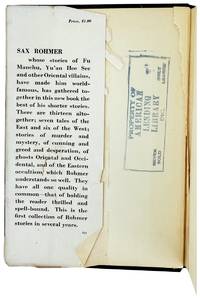 Price, $2.00
SAX ROHMER
whose stories of Fu
Manchu, Yu'an Hee See
and other Oriental villains,
have made him world-
famous, has gathered to-
gether in this new book the
best of his shorter stories.
There are thirteen alto-
gether; seven tales of the
East and six of the West;
stories of murder and
mystery, of cunning and
greed and desperation, of
ghosts Oriental and Occi-
dental, and of the Eastern
occultism which Rohmer
understands so well. They
have all one quality in
common—that of holding
the reader thrilled and
spell-bound. This is the
first collection of Rohmer
stories in several years.
PROPERTY OF
AMERICAN
LENDING
LIBRARY
INC.
NEVER
SOLD